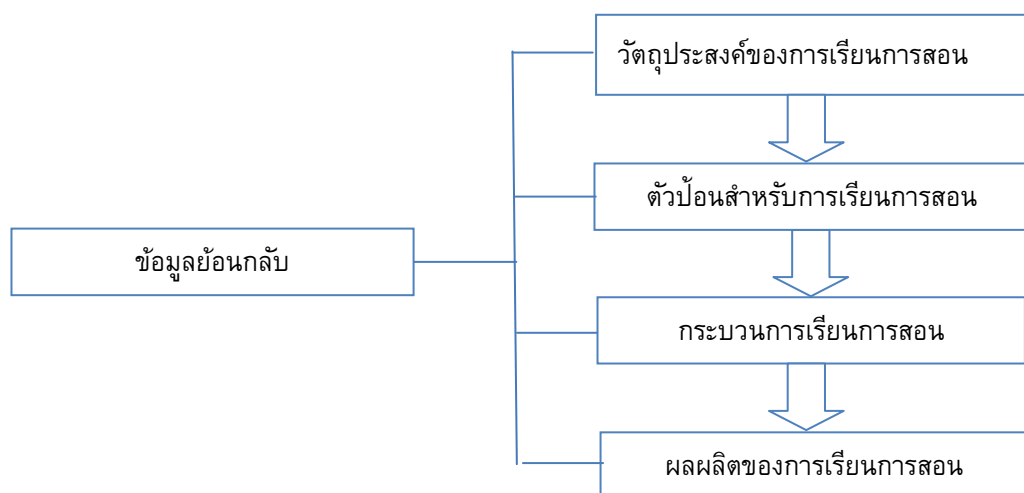 วัตถุประสงค์ของการเรียนการสอน
ตัวป้อนสำหรับการเรียนการสอน
ข้อมูลย้อนกลับ
กระบวนการเรียนการสอน
ผลผลิตของการเรียนการสอน